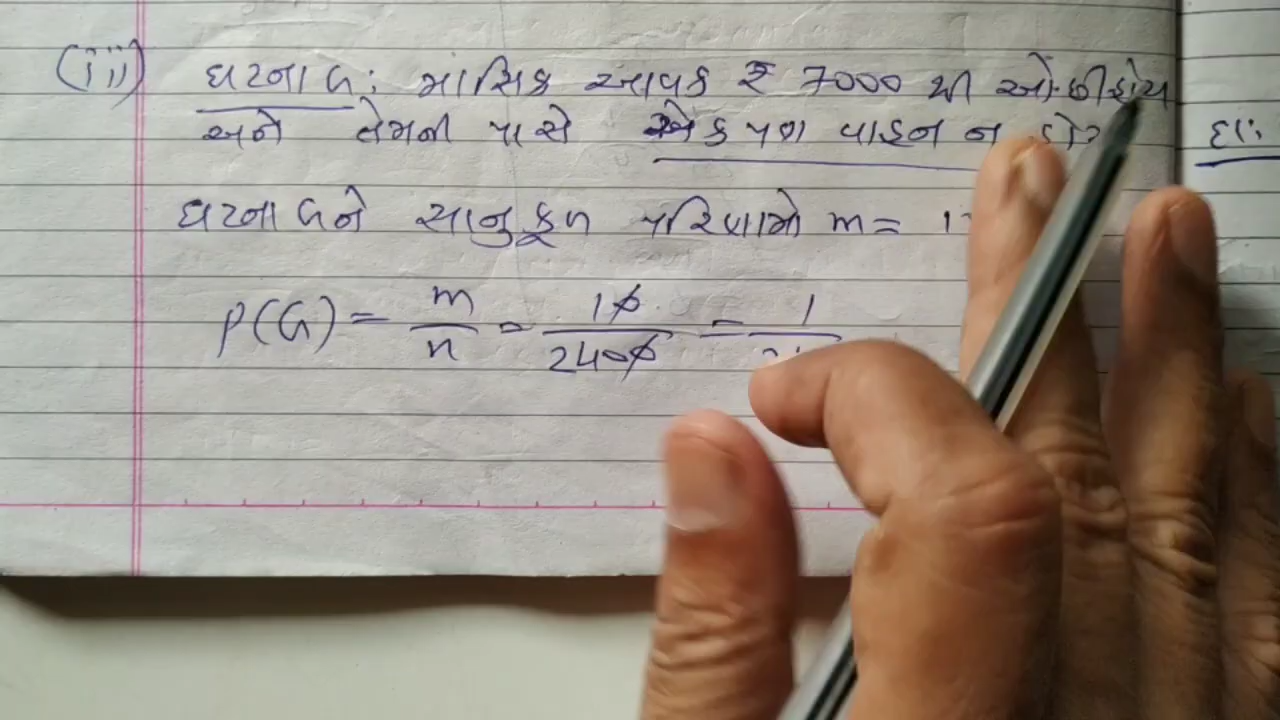 (iii) ઘટના G: માસિક આવક ₹ 7000 થી ઓછી હોય
અને તેમની પાસે એક પણ વાહન ન
ઘટના G ને સાનુકૂળ પરિણામો m =
P(G) = m/n = 10/2400 = 1/